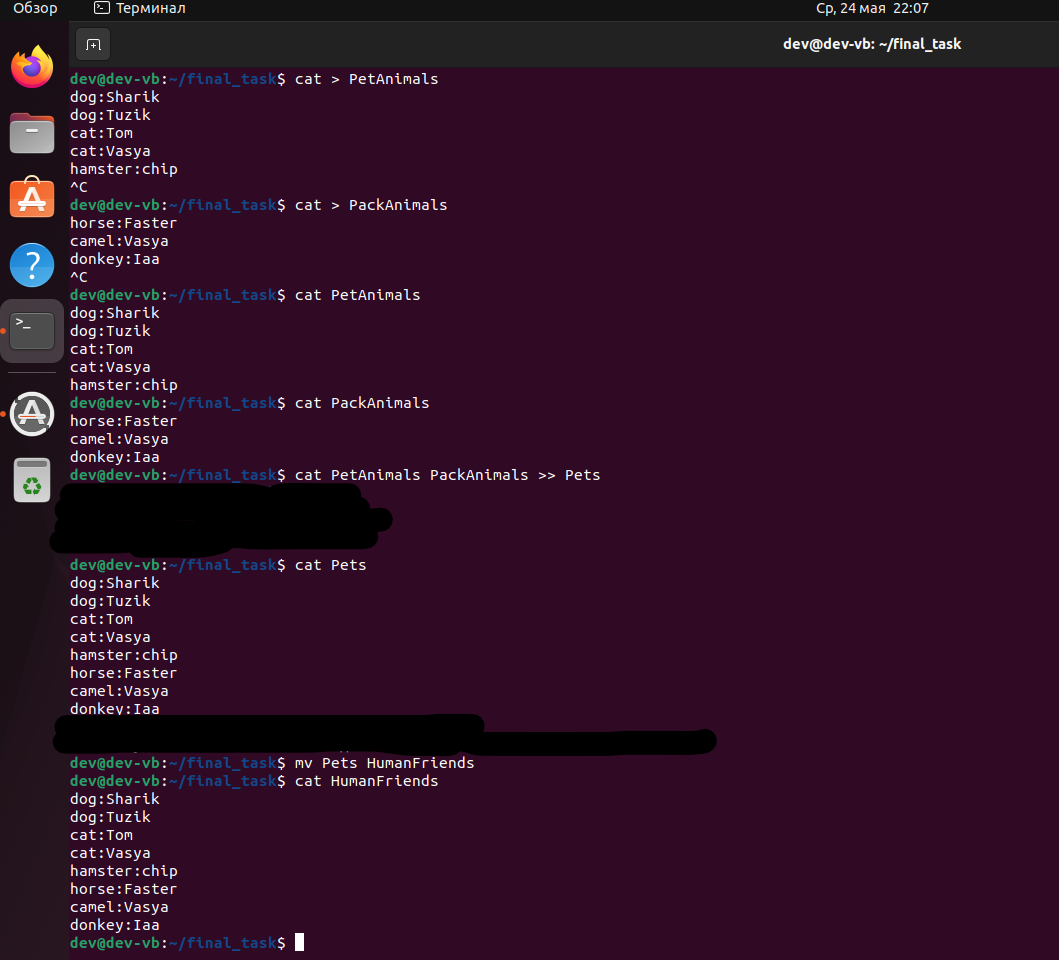 Обзор
Терминал
Ср, 24 мая 22:07
dev@dev-vb: ~/final_task
dev@dev-vb:~/final_task$ cat > PetAnimals
dog:Sharik
dog:Tuzik
cat:Tom
cat:Vasya
hamster:chip
^C
dev@dev-vb:~/final_task$ cat > PackAnimals
horse:Faster
camel:Vasya
donkey:Iaa
^C
dev@dev-vb:~/final_task$ cat PetAnimals
dog:Sharik
dog:Tuzik
cat:Tom
cat:Vasya
hamster:chip
dev@dev-vb:~/final_task$ cat PackAnimals
horse:Faster
camel:Vasya
donkey:Iaa
dev@dev-vb:~/final_task$ cat PetAnimals PackAnimals >> Pets
dev@dev-vb:~/final_task$ cat Pets
dog:Sharik
dog:Tuzik
cat:Tom
cat:Vasya
hamster:chip
horse:Faster
camel:Vasya
donkey:Iaa
dev@dev-vb:~/final_task$ mv Pets HumanFriends
dev@dev-vb:~/final_task$ cat HumanFriends
dog:Sharik
dog:Tuzik
cat:Tom
cat:Vasya
hamster:chip
horse:Faster
camel:Vasya
donkey:Iaa
dev@dev-vb:~/final_task$